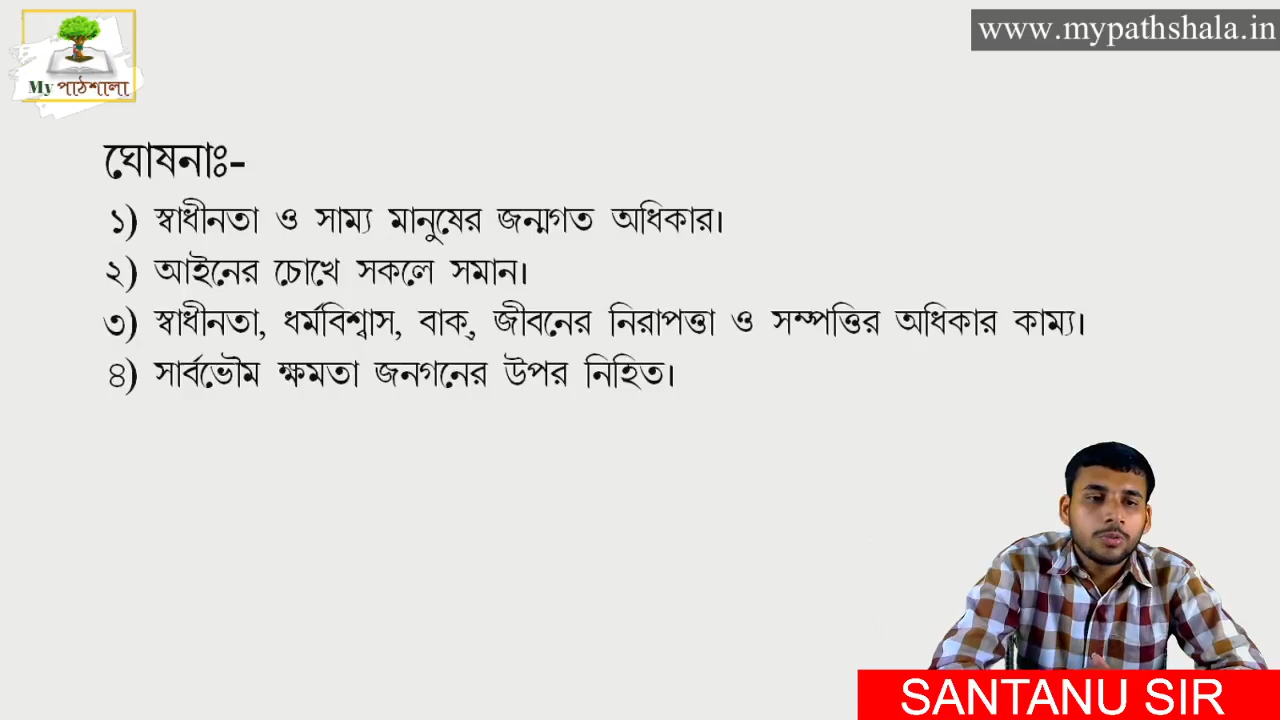 www.mypathshala.in
My পাঠশালা
ঘোষনাঃ-
১) স্বাধীনতা ও সাম্য মানুষের জন্মগত অধিকার।
২) আইনের চোখে সকলে সমান।
৩) স্বাধীনতা, ধর্মবিশ্বাস, বাক্, জীবনের নিরাপত্তা ও সম্পত্তির অধিকার কাম্য।
৪) সার্বভৌম ক্ষমতা জনগনের উপর নিহিত।
SANTANU SIR